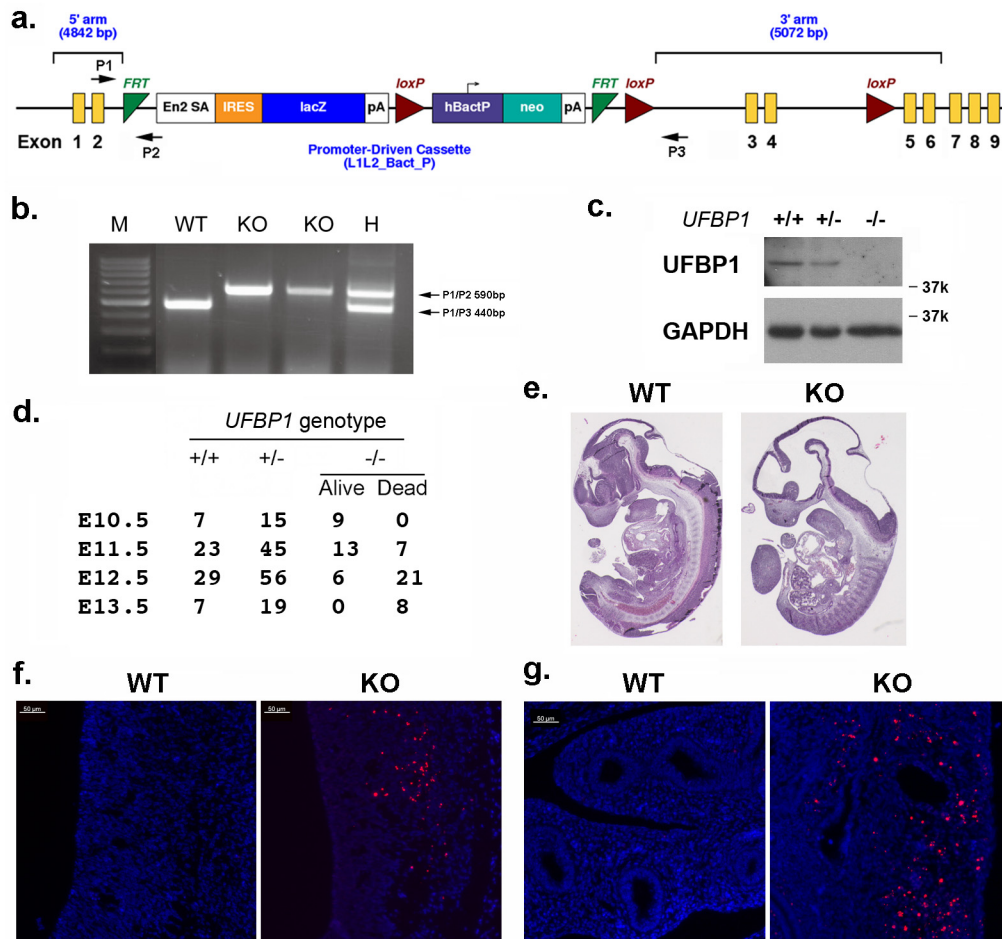 a.
5' arm
(4842 bp)
3' arm
(5072 bp)
P1
FRT
loxP
FRT
loxP
loxP
En2 SA
IRES
lacZ
pA
hBactP
neo
pA
Exon 1 2
P2
P3
3 4
5 6 7 8 9
Promoter-Driven Cassette
(L1L2_Bact_P)
b.
M WT KO KO H
P1/P2 590bp
P1/P3 440bp
c.
UFBP1 +/+ +/- -/-
UFBP1
– 37k
– 37k
GAPDH
d.
UFBP1 genotype
+/+ +/- -/-
Alive Dead
E10.5 7 15 9 0
E11.5 23 45 13 7
E12.5 29 56 6 21
E13.5 7 19 0 8
e.
WT KO
f.
WT KO
50 µm
50 µm
g.
WT KO
50 µm
50 µm